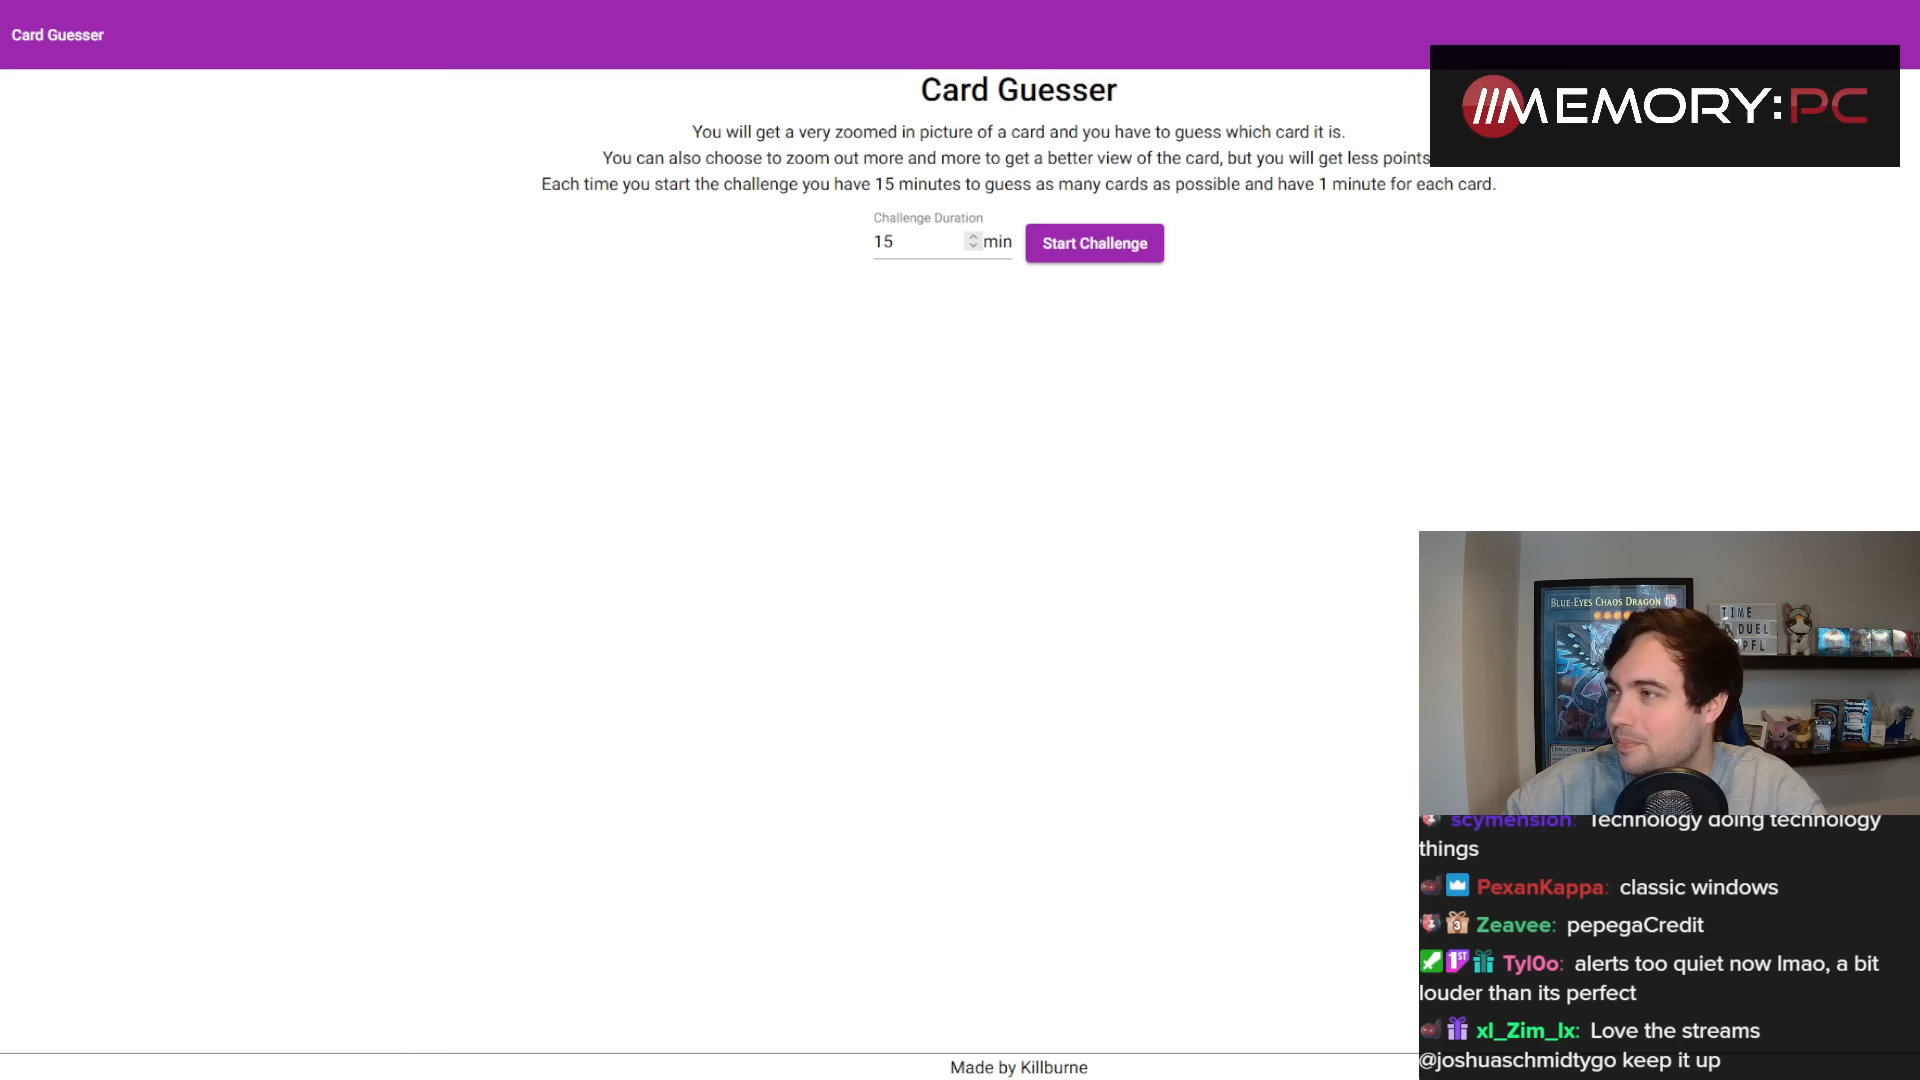 Card Guesser
Card Guesser
You will get a very zoomed in picture of a card and you have to guess which card it is.
You can also choose to zoom out more and more to get a better view of the card, but you will get less points
Each time you start the challenge you have 15 minutes to guess as many cards as possible and have 1 minute for each card.
Challenge Duration
15 min
Start Challenge
MEMORY:PC
BLUE-EYES CHAOS DRAGON
TIME
DUEL
PFL
scymension: Technology doing technology
things
PexanKappa: classic windows
3 Zeavee: pepegaCredit
1ST Tyl0o: alerts too quiet now lmao, a bit
louder than its perfect
xl_Zim_lx: Love the streams
@joshuaschmidtygo keep it up
Made by Killburne